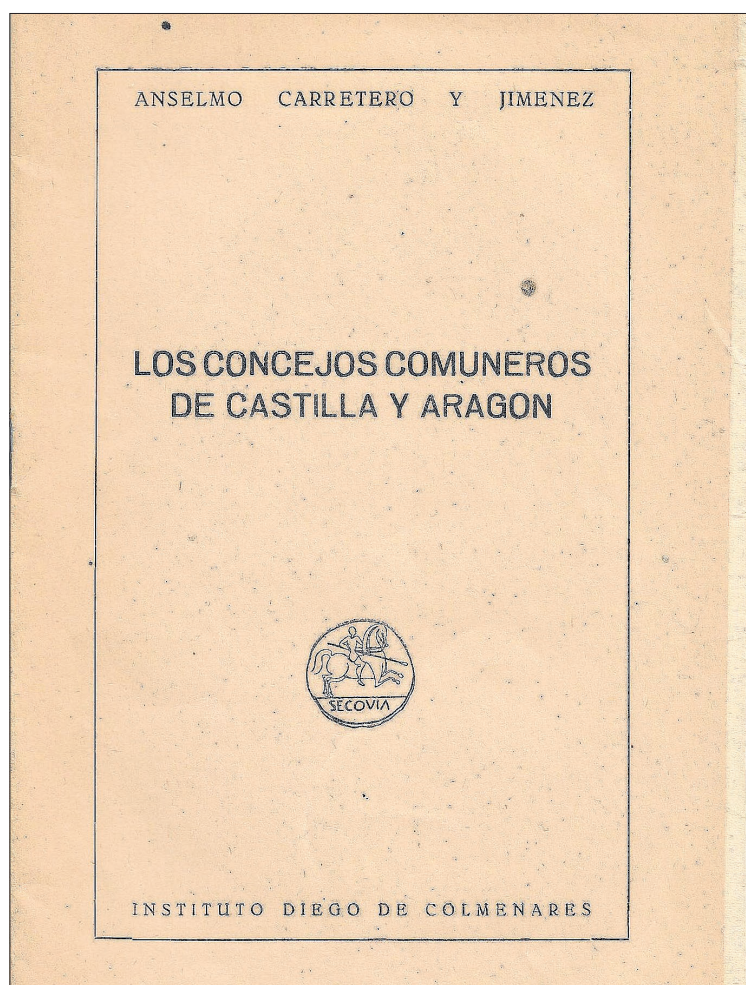 ANSELMO CARRETERO Y JIMENEZ
LOS CONCEJOS COMUNEROS
DE CASTILLA Y ARAGON
SECOVIA
INSTITUTO DIEGO DE COLMENARES